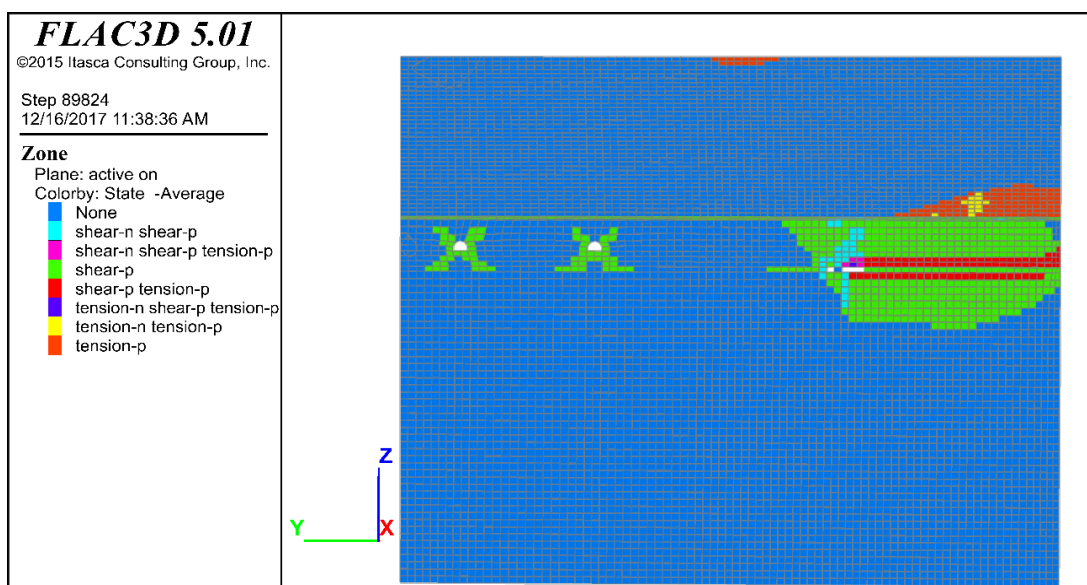 FLAC3D 5.01
©2015 Itasca Consulting Group, Inc.
Step 89824
12/16/2017 11:38:36 AM
Zone
Plane: active on
Colorby: State -Average
None
shear-n shear-p
shear-n shear-p tension-p
shear-p
shear-p tension-p
tension-n shear-p tension-p
tension-n tension-p
tension-p
Z
Y
X